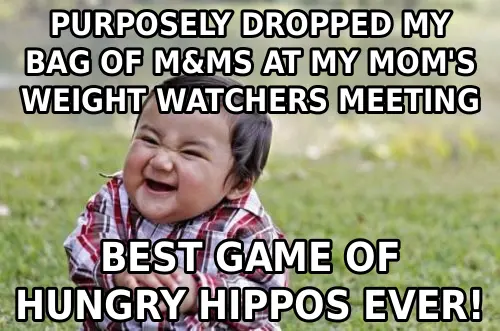 PURPOSELY DROPPED MY
BAG OF M&MS AT MY MOM'S
WEIGHT WATCHERS MEETING
BEST GAME OF
HUNGRY HIPPOS EVER!